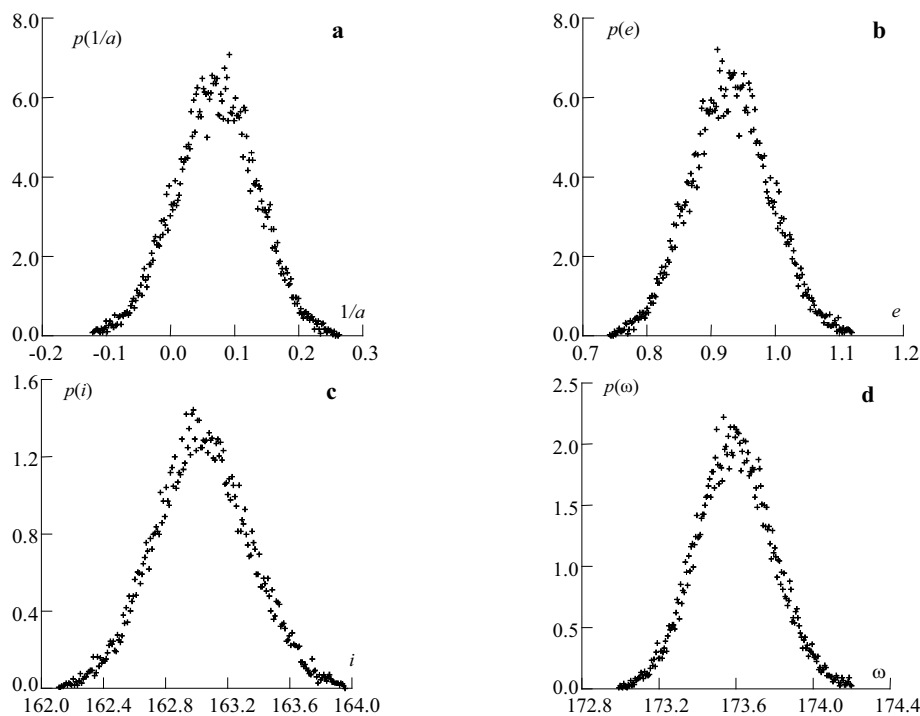 8.0
p(1/a)
a
6.0
4.0
2.0
1/a
0.0
-0.2 -0.1 0.0 0.1 0.2 0.3
8.0
p(e)
b
6.0
4.0
2.0
e
0.0
0.7 0.8 0.9 1.0 1.1 1.2
1.6
p(i)
c
1.2
0.8
0.4
i
0.0
162.0 162.4 162.8 163.2 163.6 164.0
2.5
p(ω)
d
2.0
1.5
1.0
0.5
ω
0.0
172.8 173.2 173.6 174.0 174.4